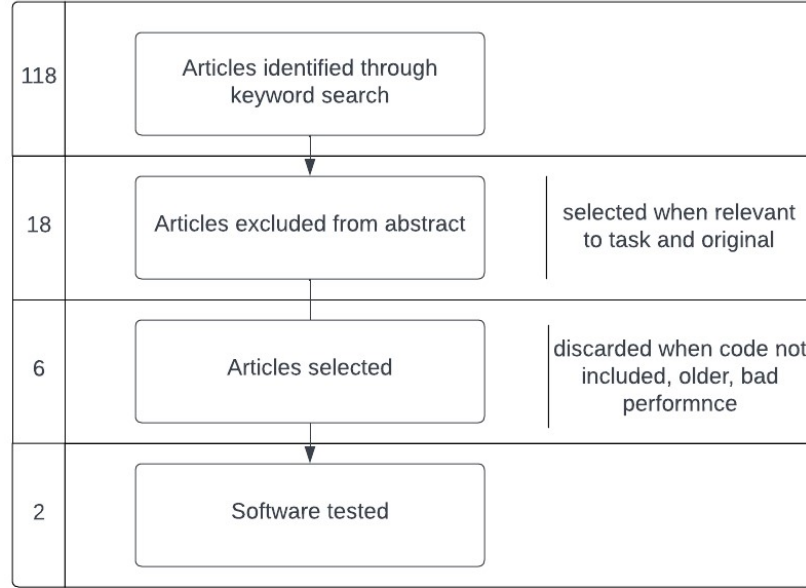 118
Articles identified through
keyword search
18
Articles excluded from abstract
selected when relevant
to task and original
6
Articles selected
discarded when code not
included, older, bad
performnce
2
Software tested